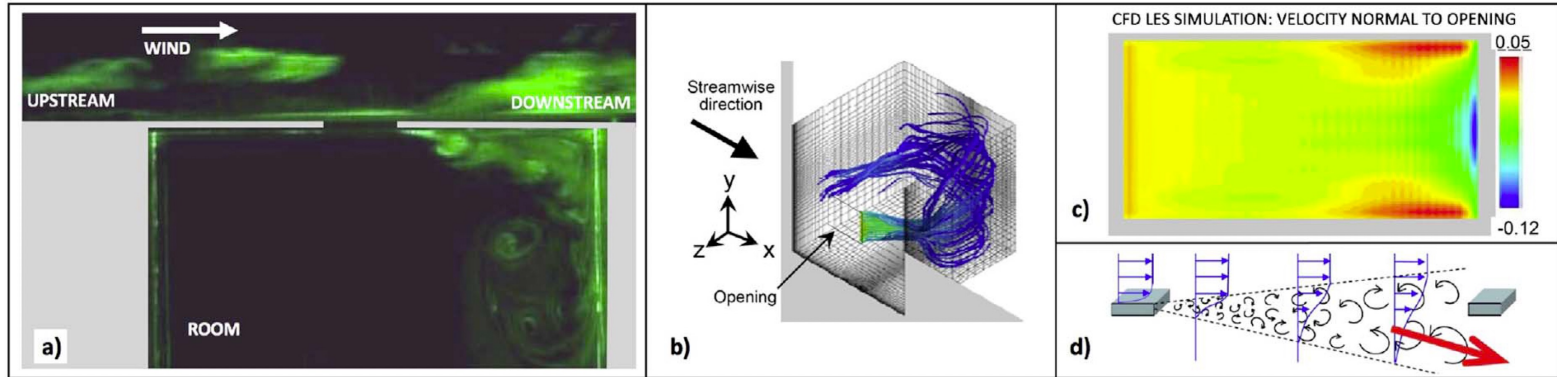 WIND
UPSTREAM
DOWNSTREAM
ROOM
a)
Streamwise
direction
y
z
x
Opening
b)
CFD LES SIMULATION: VELOCITY NORMAL TO OPENING
0.05
-0.12
c)
d)